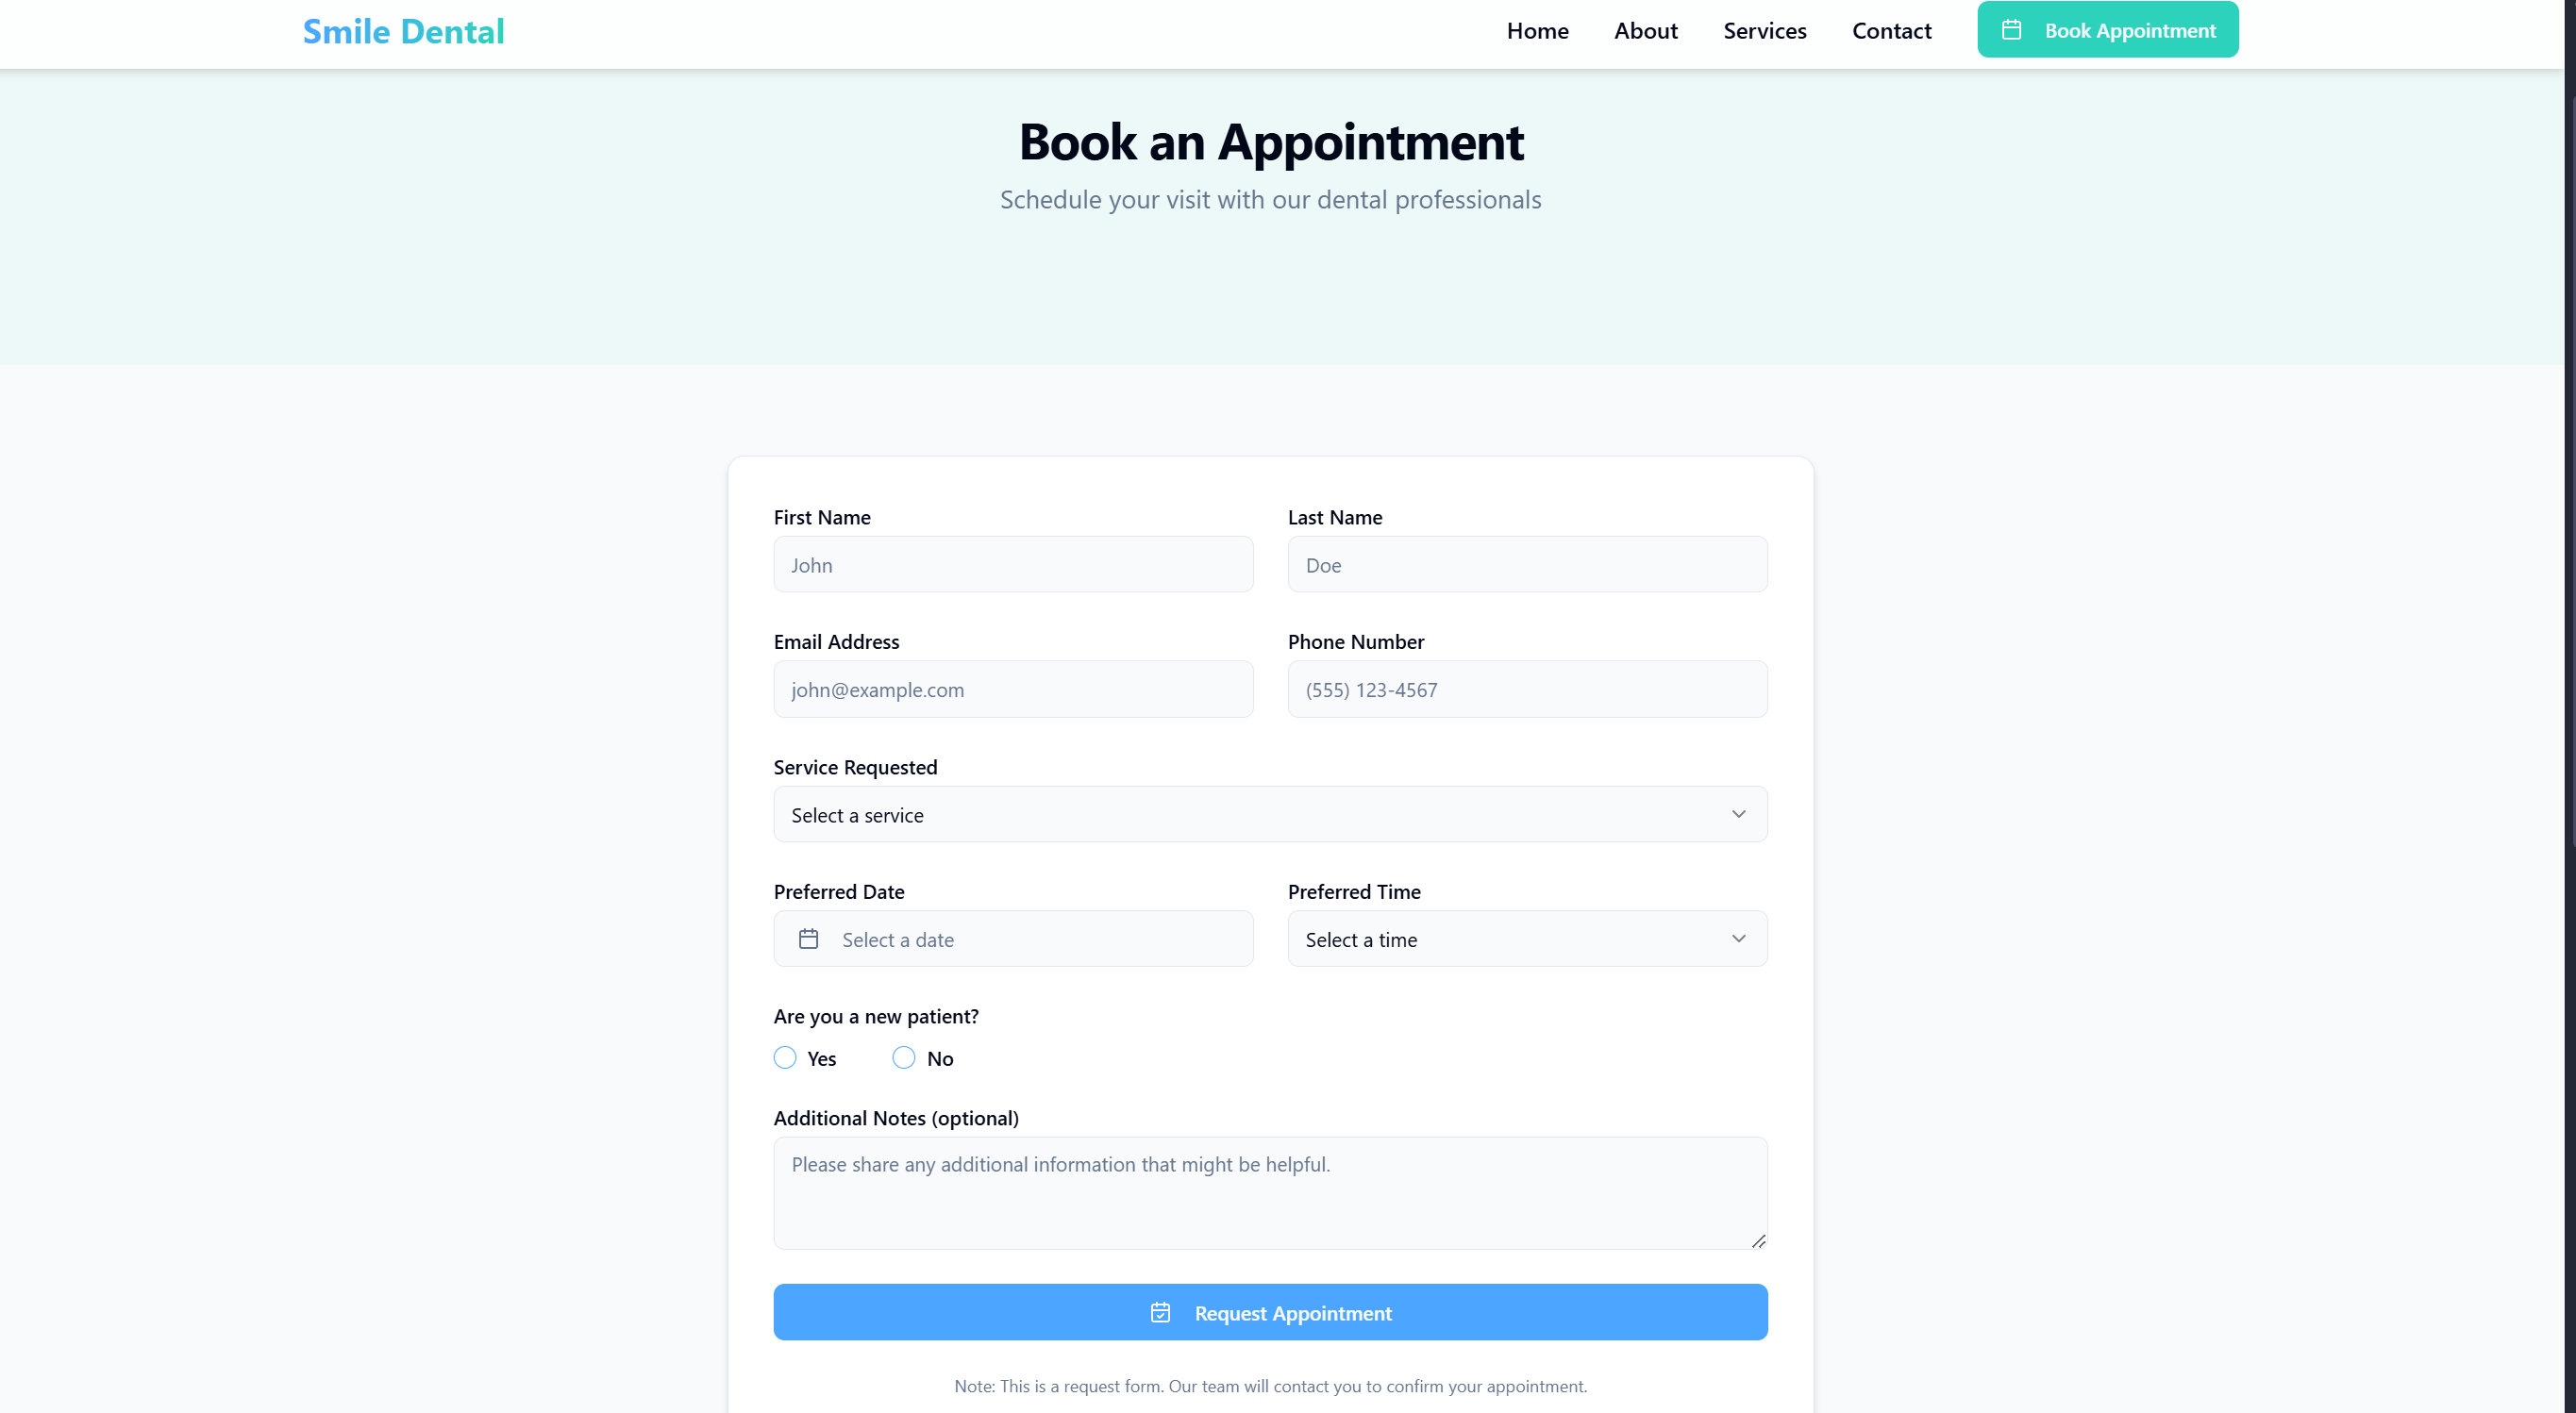 Smile Dental
Home
About
Services
Contact
Book Appointment
Book an Appointment
Schedule your visit with our dental professionals
First Name
Last Name
John
Doe
Email Address
Phone Number
john@example.com
(555) 123-4567
Service Requested
Select a service
Preferred Date
Preferred Time
Select a date
Select a time
Are you a new patient?
Yes
No
Additional Notes (optional)
Please share any additional information that might be helpful.
Request Appointment
Note: This is a request form. Our team will contact you to confirm your appointment.